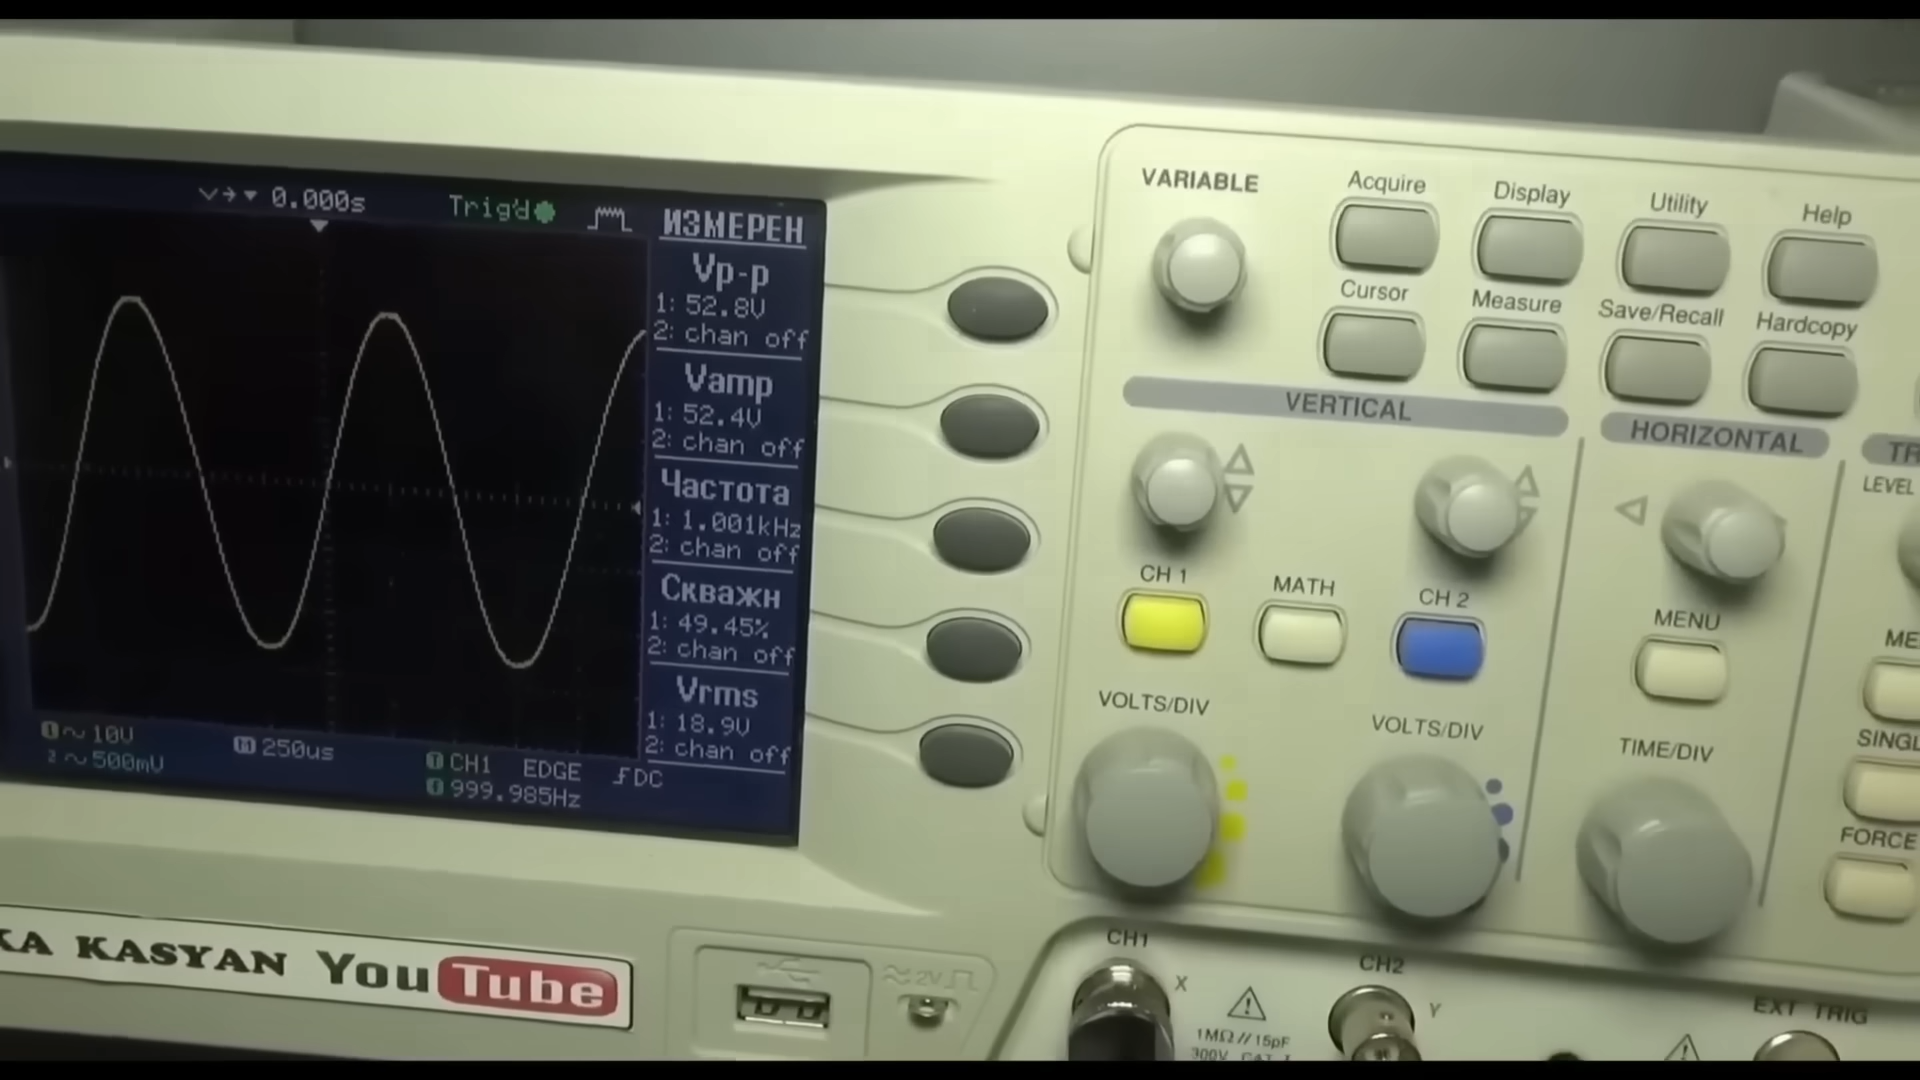 0.000s
Trig'd
ИЗМЕРЕН
Vp-p
1: 52.8V
2: chan off
Vamp
1: 52.4V
2: chan off
Частота
1: 1.001kHz
2: chan off
Скважн
1: 49.45%
2: chan off
Vrms
1: 18.9V
2: chan off
1 ~ 10V
2 ~ 500mV
M 250us
CH1 EDGE DC
999.985Hz
KA KASYAN YouTube
VARIABLE
Acquire
Display
Utility
Help
Cursor
Measure
Save/Recall
Hardcopy
VERTICAL
HORIZONTAL
TR
LEVEL
CH 1
MATH
CH 2
MENU
ME
VOLTS/DIV
VOLTS/DIV
TIME/DIV
SINGL
FORCE
CH1
X
1MΩ//15pF
CH2
Y
EXT TRIG
≂2V